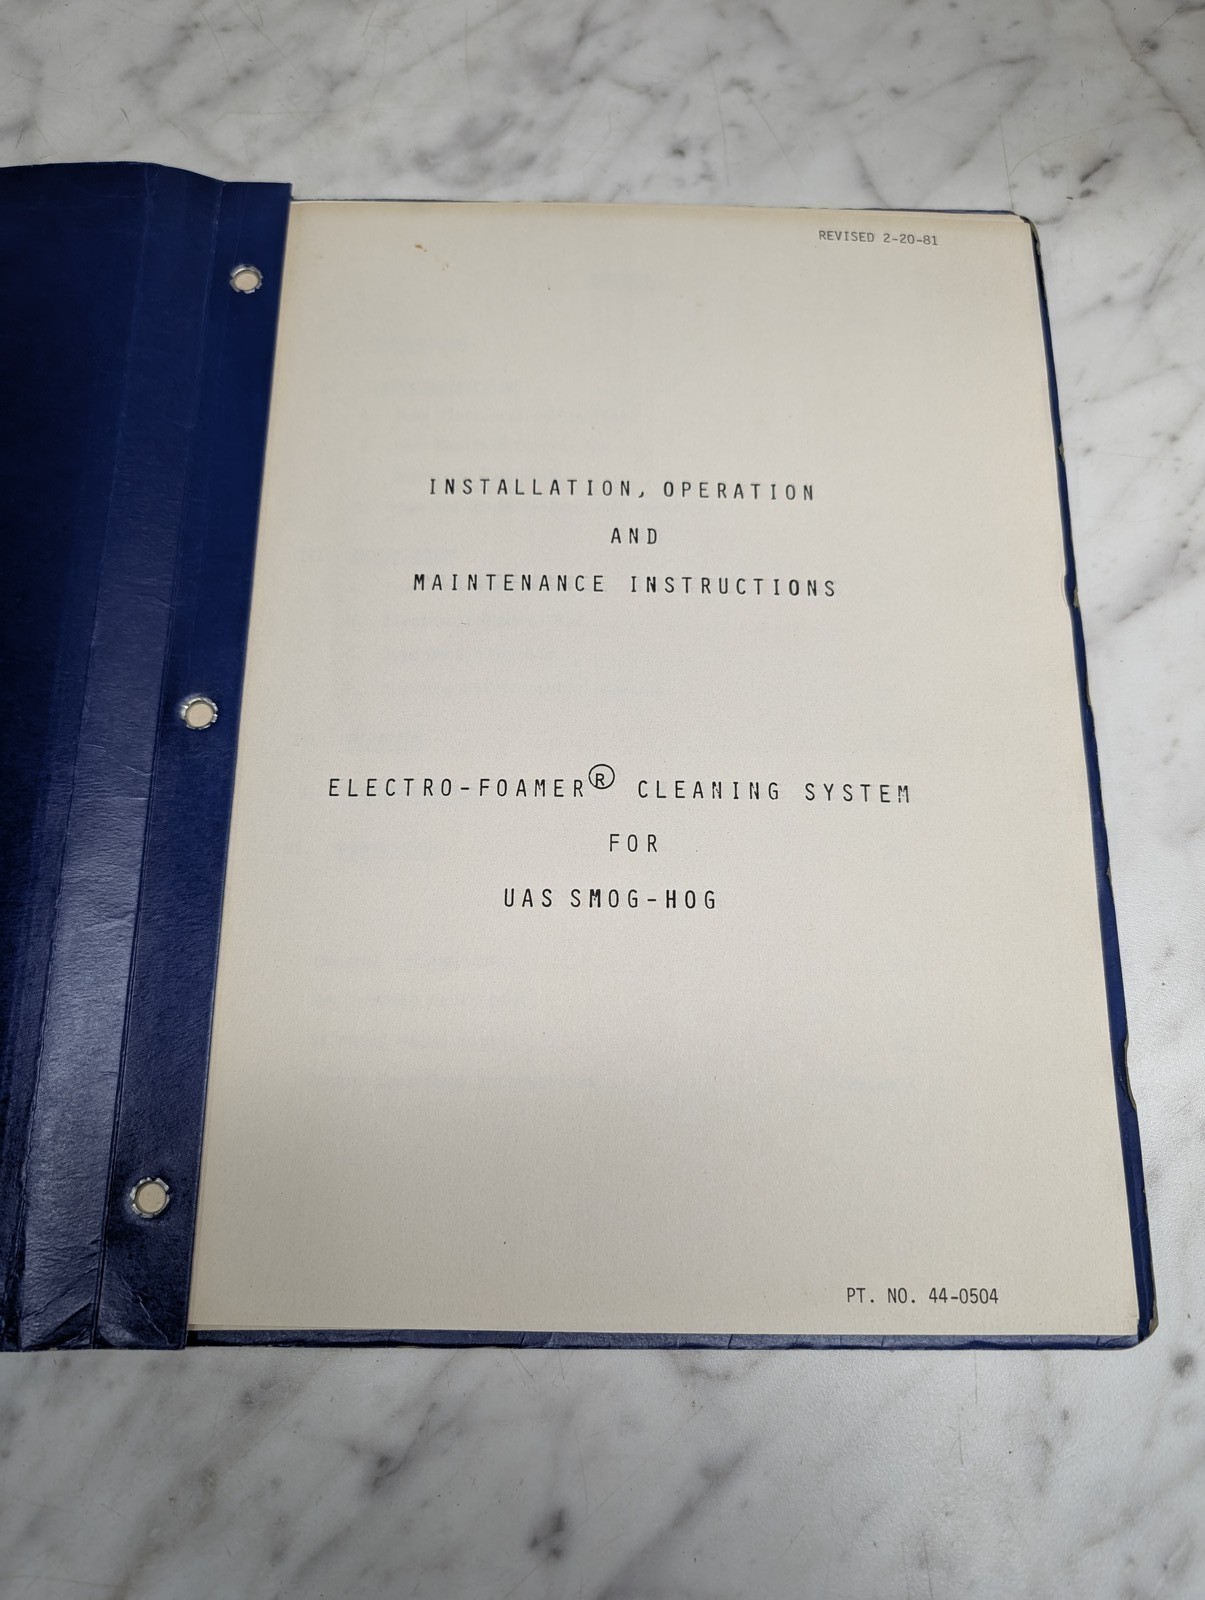 REVISED 2-20-81
INSTALLATION, OPERATION
AND
MAINTENANCE INSTRUCTIONS
ELECTRO-FOAMER® CLEANING SYSTEM
FOR
UAS SMOG-HOG
PT. NO. 44-0504